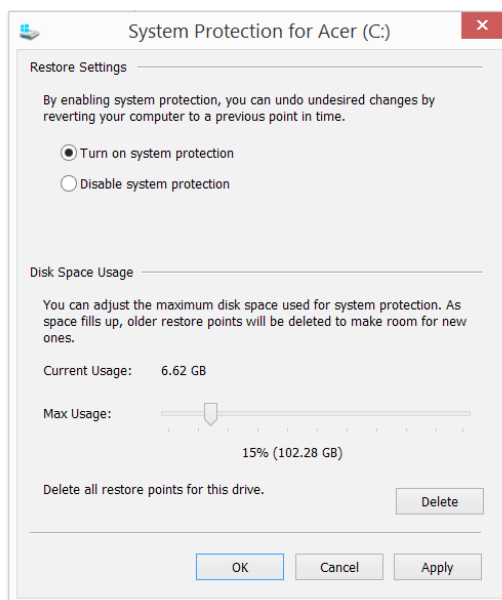 System Protection for Acer (C:)
Restore Settings
By enabling system protection, you can undo undesired changes by
reverting your computer to a previous point in time.
Turn on system protection
Disable system protection
Disk Space Usage
You can adjust the maximum disk space used for system protection. As
space fills up, older restore points will be deleted to make room for new
ones.
Current Usage: 6.62 GB
Max Usage:
15% (102.28 GB)
Delete all restore points for this drive.
Delete
OK Cancel Apply